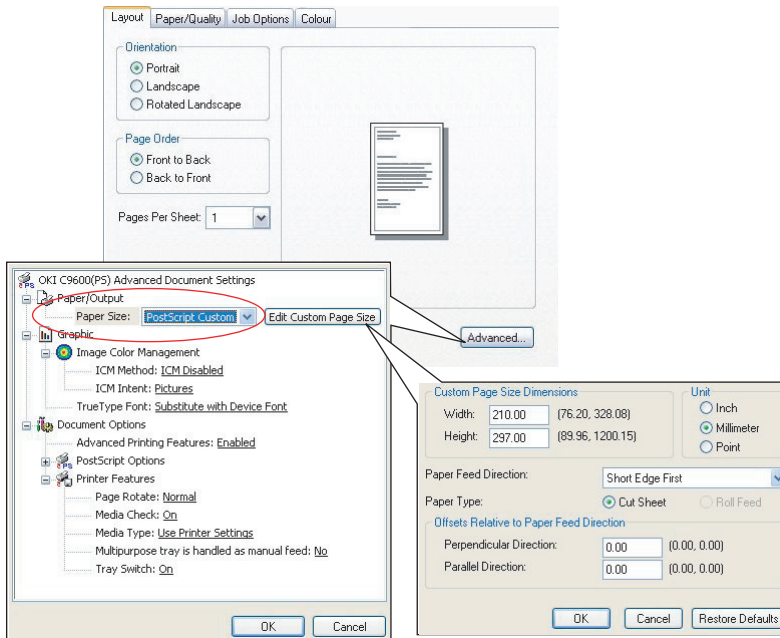 Layout Paper/Quality Job Options Colour
Orientation
Portrait
Landscape
Rotated Landscape
Page Order
Front to Back
Back to Front
Pages Per Sheet: 1
Advanced...
OKI C9600(PS) Advanced Document Settings
Paper/Output
Paper Size: PostScript Custom Edit Custom Page Size
Graphic
Image Color Management
ICM Method: ICM Disabled
ICM Intent: Pictures
TrueType Font: Substitute with Device Font
Document Options
Advanced Printing Features: Enabled
PostScript Options
Printer Features
Page Rotate: Normal
Media Check: On
Media Type: Use Printer Settings
Multipurpose tray is handled as manual feed: No
Tray Switch: On
OK Cancel
Custom Page Size Dimensions
Width: 210.00 (76.20, 328.08)
Height: 297.00 (89.96, 1200.15)
Unit
Inch
Millimeter
Point
Paper Feed Direction: Short Edge First
Paper Type: Cut Sheet Roll Feed
Offsets Relative to Paper Feed Direction
Perpendicular Direction: 0.00 (0.00, 0.00)
Parallel Direction: 0.00 (0.00, 0.00)
OK Cancel Restore Defaults